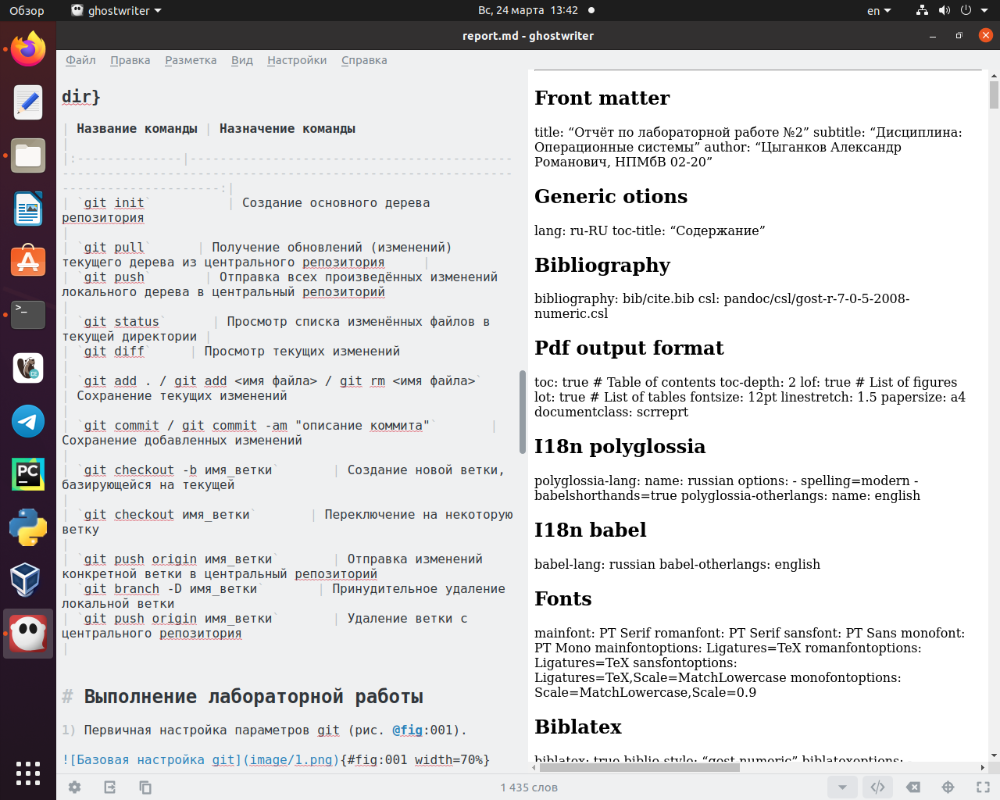 Обзор
ghostwriter
Вс, 24 марта 13:42
en
report.md - ghostwriter
Файл Правка Разметка Вид Настройки Справка
dir}
| Название команды | Назначение команды
|
|:--------------|-------------------------------------------
------------------------------------------------------------
---------------------:|
| `git init` | Создание основного дерева
репозитория
|
| `git pull` | Получение обновлений (изменений)
текущего дерева из центрального репозитория |
| `git push` | Отправка всех произведённых изменений
локального дерева в центральный репозиторий
|
| `git status` | Просмотр списка изменённых файлов в
текущей директории |
| `git diff` | Просмотр текущих изменений
|
| `git add . / git add <имя файла> / git rm <имя файла>`
| Сохранение текущих изменений
|
| `git commit / git commit -am "описание коммита"` |
Сохранение добавленных изменений
|
| `git checkout -b имя_ветки` | Создание новой ветки,
базирующейся на текущей
|
| `git checkout имя_ветки` | Переключение на некоторую
ветку
|
| `git push origin имя_ветки` | Отправка изменений
конкретной ветки в центральный репозиторий
| `git branch -D имя_ветки` | Принудительное удаление
локальной ветки
| `git push origin имя_ветки` | Удаление ветки с
центрального репозитория
|
# Выполнение лабораторной работы
1) Первичная настройка параметров git (рис. @fig:001).
![Базовая настройка git](image/1.png){#fig:001 width=70%}
Front matter
title: “Отчёт по лабораторной работе №2” subtitle: “Дисциплина:
Операционные системы” author: “Цыганков Александр
Романович, НПМбВ 02-20”
Generic otions
lang: ru-RU toc-title: “Содержание”
Bibliography
bibliography: bib/cite.bib csl: pandoc/csl/gost-r-7-0-5-2008-
numeric.csl
Pdf output format
toc: true # Table of contents toc-depth: 2 lof: true # List of figures
lot: true # List of tables fontsize: 12pt linestretch: 1.5 papersize: a4
documentclass: scrreprt
I18n polyglossia
polyglossia-lang: name: russian options: - spelling=modern -
babelshorthands=true polyglossia-otherlangs: name: english
I18n babel
babel-lang: russian babel-otherlangs: english
Fonts
mainfont: PT Serif romanfont: PT Serif sansfont: PT Sans monofont:
PT Mono mainfontoptions: Ligatures=TeX romanfontoptions:
Ligatures=TeX sansfontoptions:
Ligatures=TeX,Scale=MatchLowercase monofontoptions:
Scale=MatchLowercase,Scale=0.9
Biblatex
biblatex: true biblio-style: “gost-numeric” biblatexoptions: -
1 435 слов
>_
PC
CE